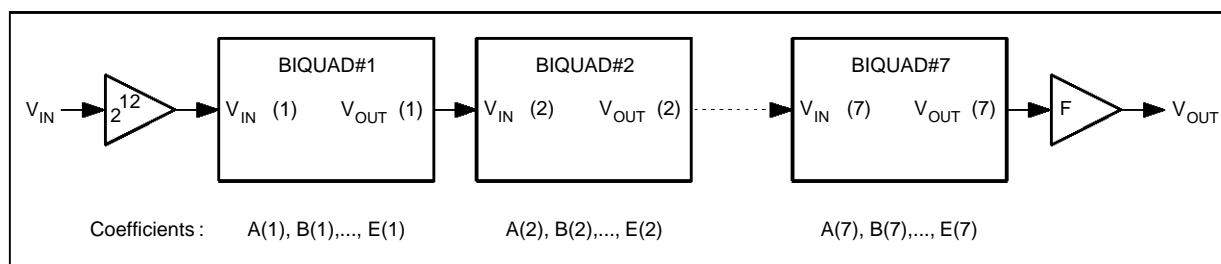 BIQUAD#1 BIQUAD#2 BIQUAD#7
V_IN 2^12 V_IN (1) V_OUT (1) V_IN (2) V_OUT (2) V_IN (7) V_OUT (7) F V_OUT
Coefficients : A(1), B(1),..., E(1) A(2), B(2),..., E(2) A(7), B(7),..., E(7)